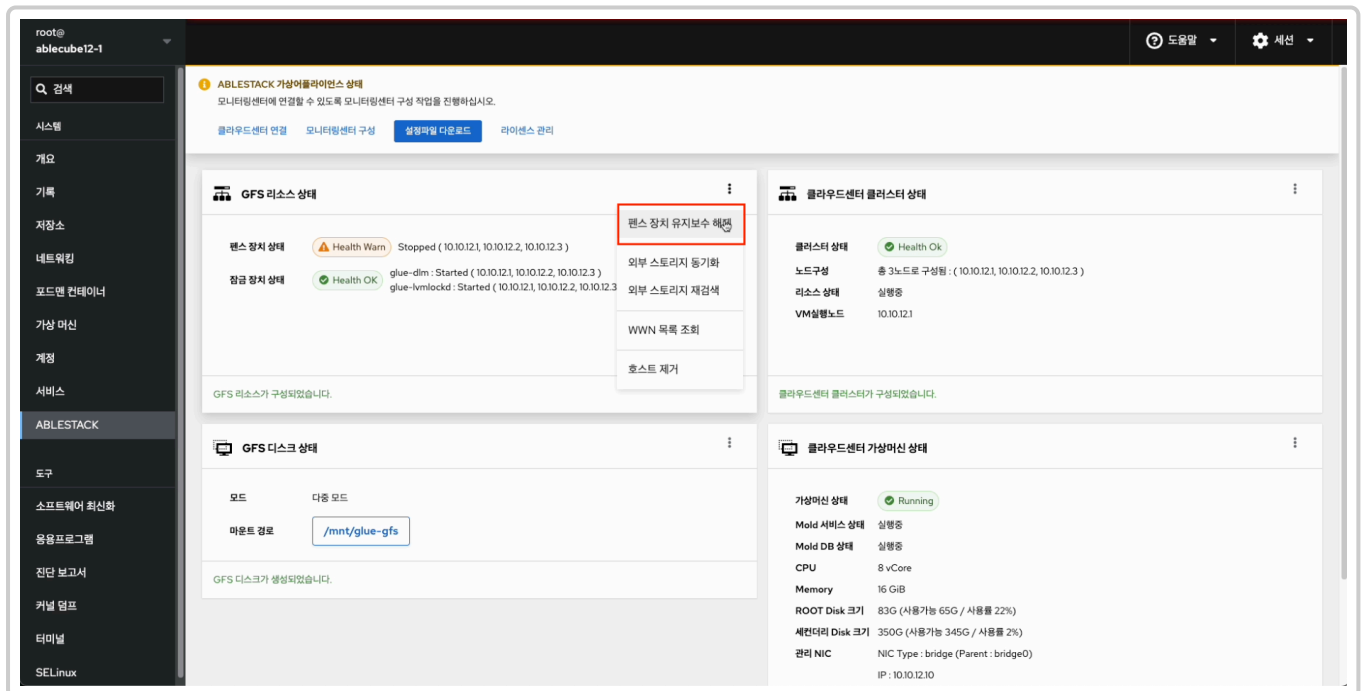 root@
ablecube12-1
도움말
세션
검색
시스템
개요
기록
저장소
네트워킹
포드맨 컨테이너
가상 머신
계정
서비스
ABLESTACK
도구
소프트웨어 최신화
응용프로그램
진단 보고서
커널 덤프
터미널
SELinux
ABLESTACK 가상어플라이언스 상태
모니터링센터에 연결할 수 있도록 모니터링센터 구성 작업을 진행하십시오.
클라우드센터 연결 모니터링센터 구성 설정파일 다운로드 라이센스 관리
GFS 리소스 상태
펜스 장치 상태 Health Warn Stopped ( 10.10.12.1, 10.10.12.2, 10.10.12.3 )
잠금 장치 상태 Health OK glue-dlm : Started ( 10.10.12.1, 10.10.12.2, 10.10.12.3 )
glue-lvmlockd : Started ( 10.10.12.1, 10.10.12.2, 10.10.12.3
GFS 리소스가 구성되었습니다.
펜스 장치 유지보수 해제
외부 스토리지 동기화
외부 스토리지 재검색
WWN 목록 조회
호스트 제거
클라우드센터 클러스터 상태
클러스터 상태 Health Ok
노드구성 총 3노드로 구성됨 : ( 10.10.12.1, 10.10.12.2, 10.10.12.3 )
리소스 상태 실행중
VM실행노드 10.10.12.1
클라우드센터 클러스터가 구성되었습니다.
GFS 디스크 상태
모드 다중 모드
마운트 경로 /mnt/glue-gfs
GFS 디스크가 생성되었습니다.
클라우드센터 가상머신 상태
가상머신 상태 Running
Mold 서비스 상태 실행중
Mold DB 상태 실행중
CPU 8 vCore
Memory 16 GiB
ROOT Disk 크기 83G (사용가능 65G / 사용률 22%)
세컨더리 Disk 크기 350G (사용가능 345G / 사용률 2%)
관리 NIC NIC Type : bridge (Parent : bridge0)
IP : 10.10.12.10